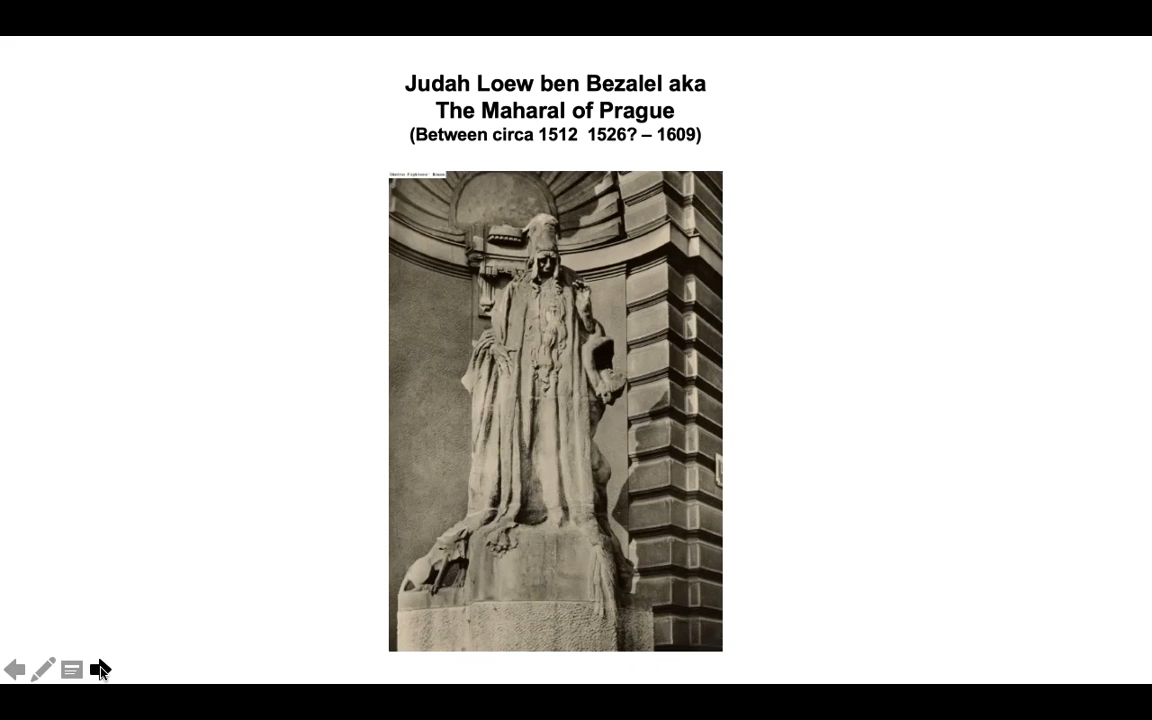 Judah Loew ben Bezalel aka
The Maharal of Prague
(Between circa 1512 1526? – 1609)